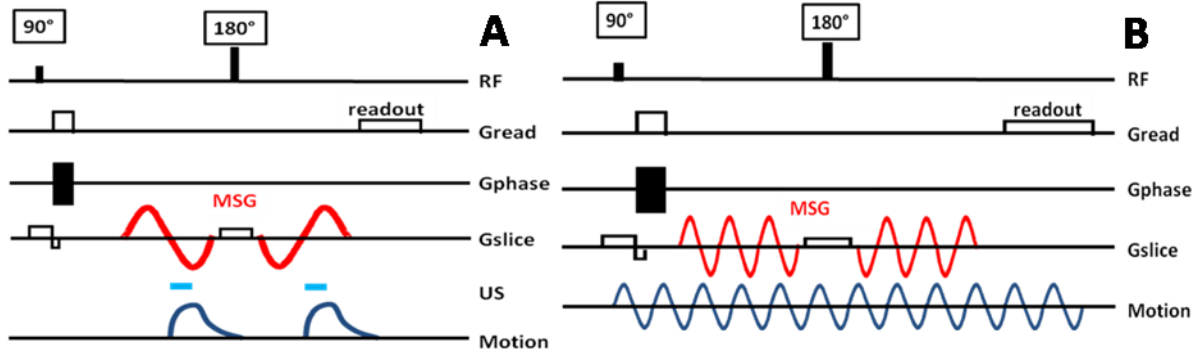 90°
180°
A
RF
readout
Gread
Gphase
MSG
Gslice
US
Motion
90°
180°
B
RF
readout
Gread
Gphase
MSG
Gslice
Motion